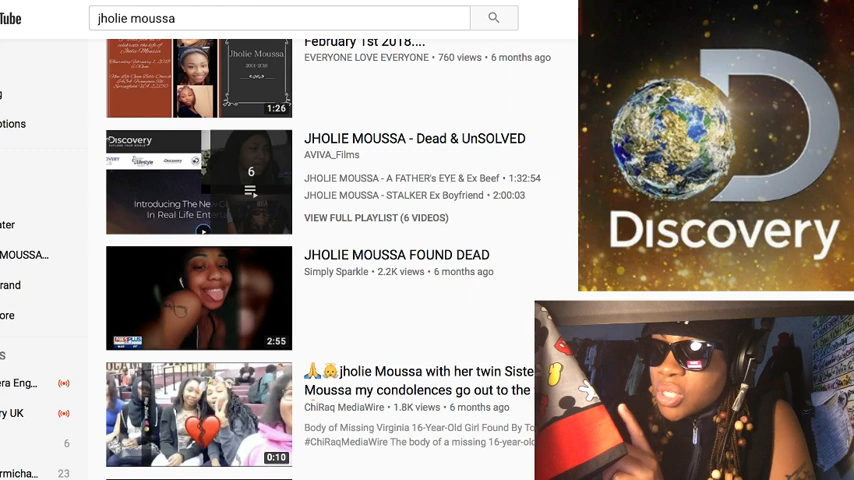 Tube
jholie moussa
February 1st 2018....
EVERYONE LOVE EVERYONE • 760 views • 6 months ago
Jholie Moussa
1:26
ptions
JHOLIE MOUSSA - Dead & UnSOLVED
AVIVA_Films
Discovery
6
Introducing The New
In Real Life Enter
JHOLIE MOUSSA - A FATHER's EYE & Ex Beef • 1:32:54
JHOLIE MOUSSA - STALKER Ex Boyfriend • 2:00:03
VIEW FULL PLAYLIST (6 VIDEOS)
ater
MOUSSA...
rand
ore
JHOLIE MOUSSA FOUND DEAD
Simply Sparkle • 2.2K views • 6 months ago
2:55
S
era Eng...
ry UK
6
rmicha...
23
🙏👧jholie Moussa with her twin Siste
Moussa my condolences go out to the
ChiRaq MediaWire • 1.8K views • 6 months ago
Body of Missing Virginia 16-Year-Old Girl Found By To
#ChiRaqMediaWire The body of a missing 16-year-ol
0:10
Discovery